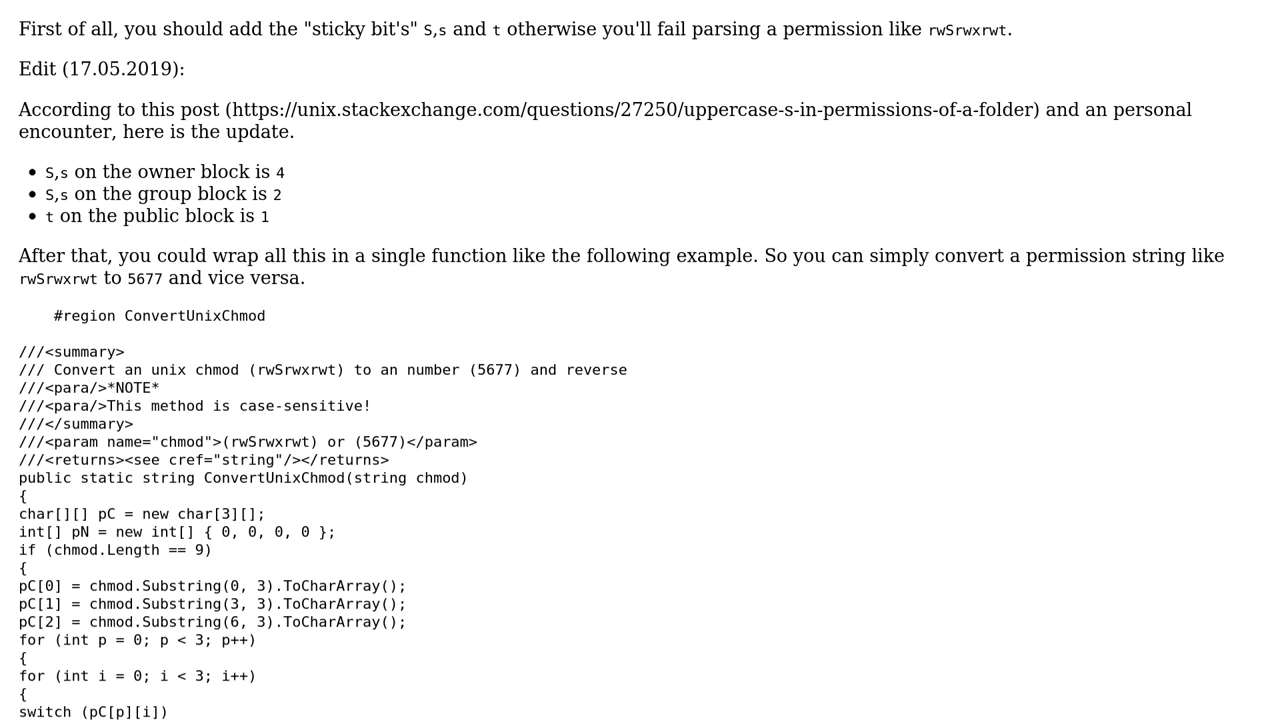 First of all, you should add the "sticky bit's" S,s and t otherwise you'll fail parsing a permission like rwSrwxrwt.
Edit (17.05.2019):
According to this post (https://unix.stackexchange.com/questions/27250/uppercase-s-in-permissions-of-a-folder) and an personal
encounter, here is the update.
• S,s on the owner block is 4
• S,s on the group block is 2
• t on the public block is 1
After that, you could wrap all this in a single function like the following example. So you can simply convert a permission string like
rwSrwxrwt to 5677 and vice versa.
#region ConvertUnixChmod
///<summary>
/// Convert an unix chmod (rwSrwxrwt) to an number (5677) and reverse
///<para/>*NOTE*
///<para/>This method is case-sensitive!
///</summary>
///<param name="chmod">(rwSrwxrwt) or (5677)</param>
///<returns><see cref="string"/></returns>
public static string ConvertUnixChmod(string chmod)
{
char[][] pC = new char[3][];
int[] pN = new int[] { 0, 0, 0, 0 };
if (chmod.Length == 9)
{
pC[0] = chmod.Substring(0, 3).ToCharArray();
pC[1] = chmod.Substring(3, 3).ToCharArray();
pC[2] = chmod.Substring(6, 3).ToCharArray();
for (int p = 0; p < 3; p++)
{
for (int i = 0; i < 3; i++)
{
switch (pC[p][i])